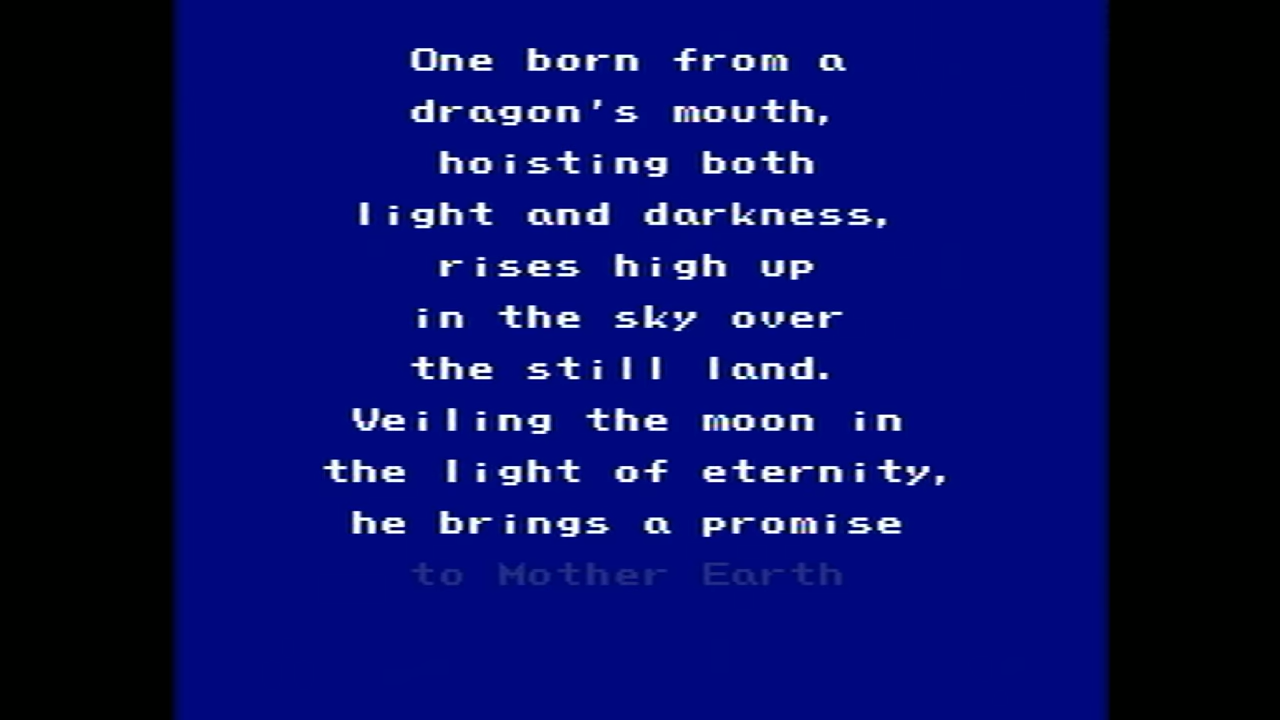 One born from a
dragon's mouth,
hoisting both
light and darkness,
rises high up
in the sky over
the still land.
Veiling the moon in
the light of eternity,
he brings a promise
to Mother Earth